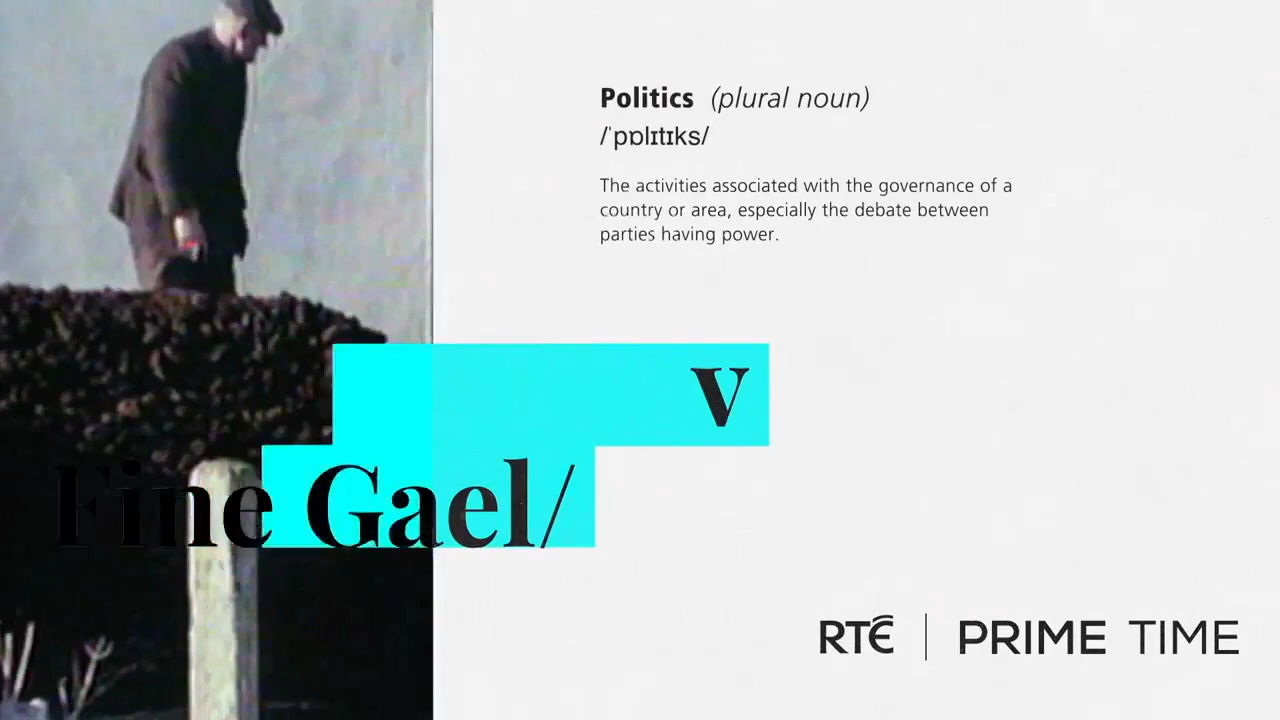 Politics (plural noun)
/ˈpɒlɪtɪks/
The activities associated with the governance of a
country or area, especially the debate between
parties having power.
v
Fine Gael/
RTÉ | PRIME TIME